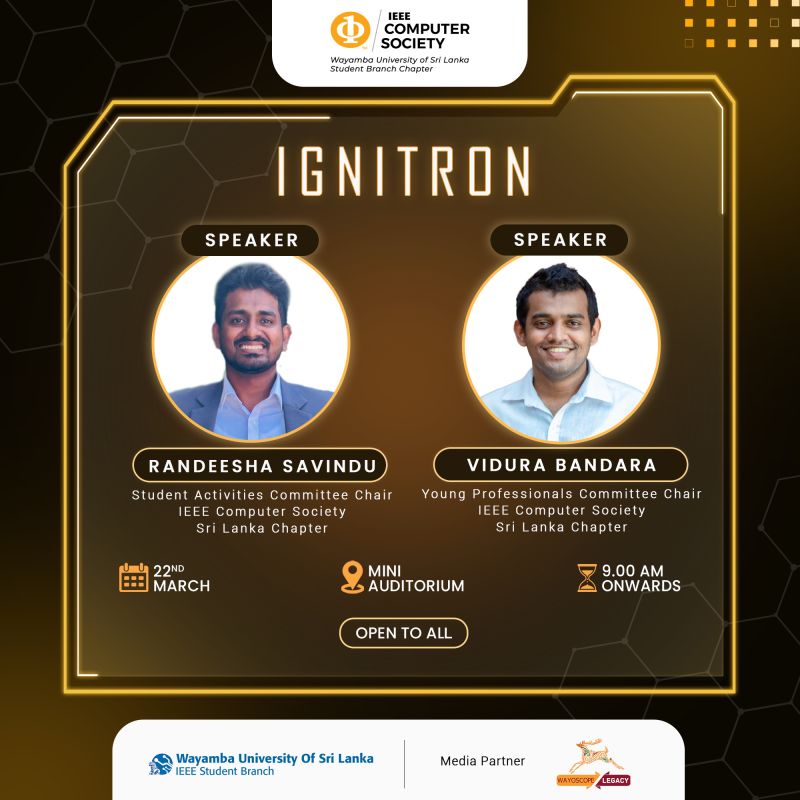 IEEE
COMPUTER
SOCIETY
Wayamba University of Sri Lanka
Student Branch Chapter
IGNITRON
SPEAKER
RANDEESHA SAVINDU
Student Activities Committee Chair
IEEE Computer Society
Sri Lanka Chapter
SPEAKER
VIDURA BANDARA
Young Professionals Committee Chair
IEEE Computer Society
Sri Lanka Chapter
22ND
MARCH
MINI
AUDITORIUM
9.00 AM
ONWARDS
OPEN TO ALL
Wayamba University Of Sri Lanka
IEEE Student Branch
Media Partner
WAYOSCOPE LEGACY